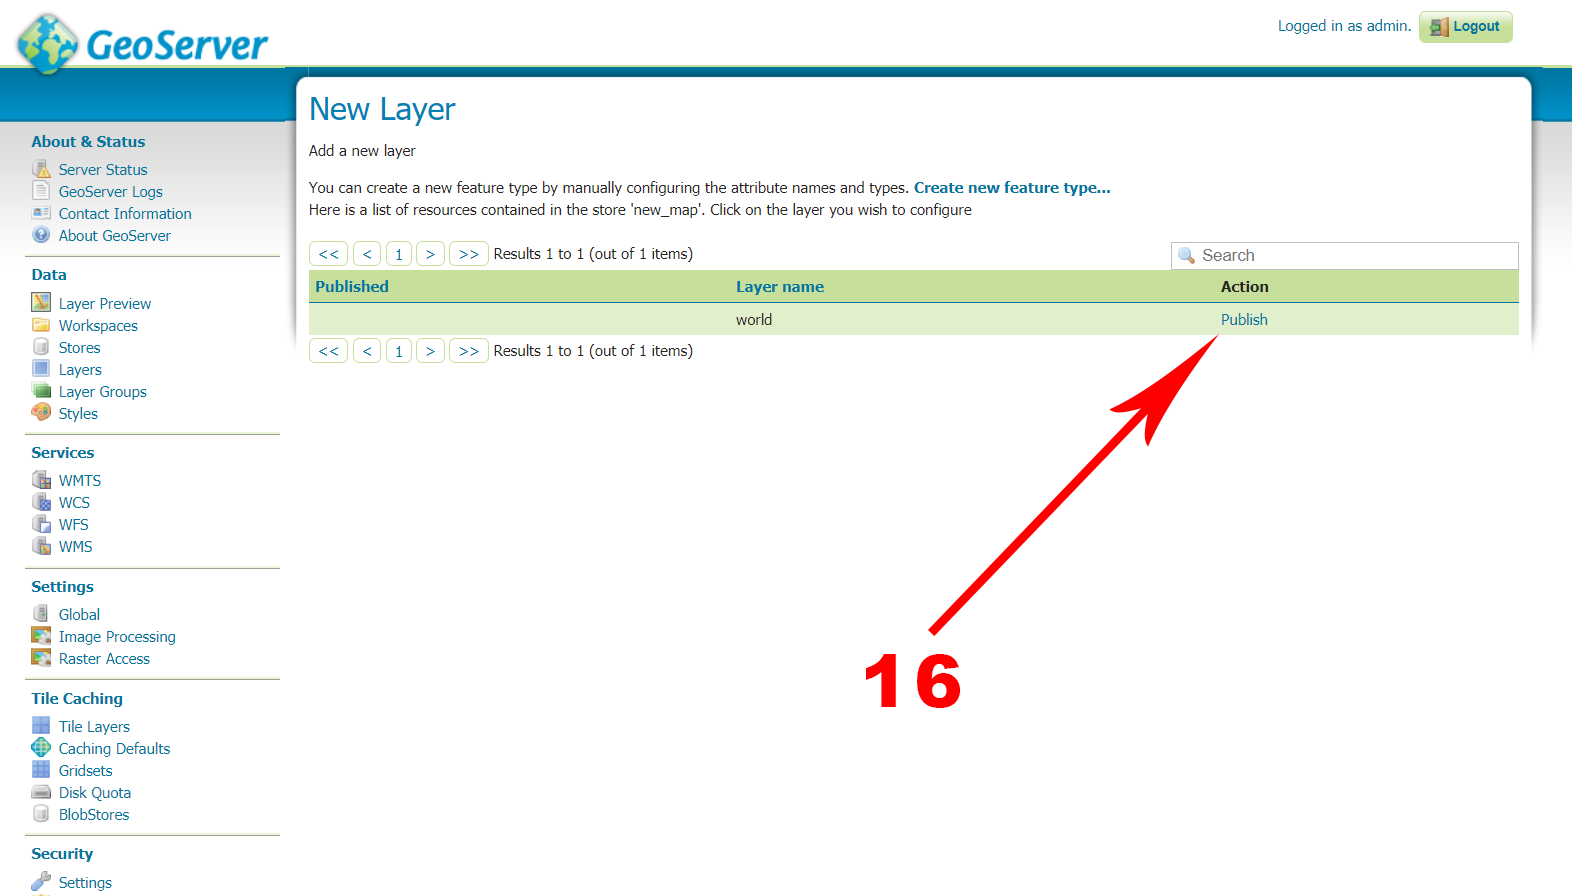 GeoServer
Logged in as admin.
Logout
About & Status
Server Status
GeoServer Logs
Contact Information
About GeoServer
Data
Layer Preview
Workspaces
Stores
Layers
Layer Groups
Styles
Services
WMTS
WCS
WFS
WMS
Settings
Global
Image Processing
Raster Access
Tile Caching
Tile Layers
Caching Defaults
Gridsets
Disk Quota
BlobStores
Security
Settings
New Layer
Add a new layer
You can create a new feature type by manually configuring the attribute names and types. Create new feature type...
Here is a list of resources contained in the store 'new_map'. Click on the layer you wish to configure
<< < 1 > >> Results 1 to 1 (out of 1 items)
Search
Published Layer name Action
world Publish
<< < 1 > >> Results 1 to 1 (out of 1 items)
16